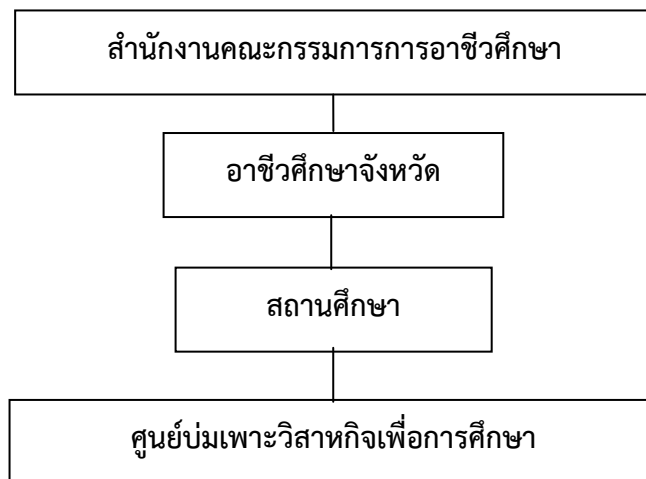 สำนักงานคณะกรรมการการอาชีวศึกษา
อาชีวศึกษาจังหวัด
สถานศึกษา
ศูนย์บ่มเพาะวิสาหกิจเพื่อการศึกษา